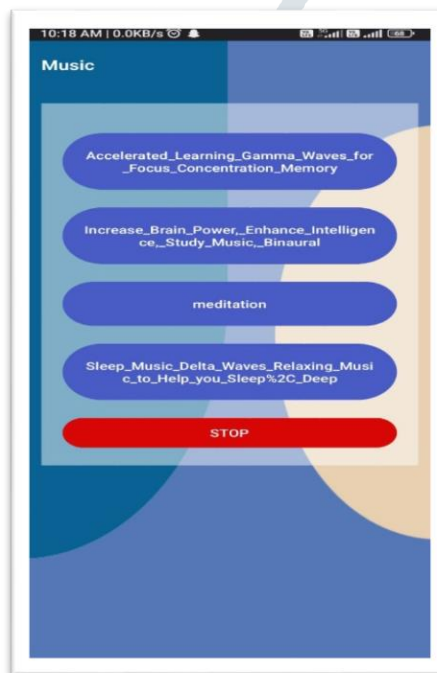 10:18 AM | 0.0KB/s
Music
Accelerated_Learning_Gamma_Waves_for
_Focus_Concentration_Memory
Increase_Brain_Power,_Enhance_Intelligen
ce,_Study_Music,_Binaural
meditation
Sleep_Music_Delta_Waves_Relaxing_Musi
c_to_Help_you_Sleep%2C_Deep
STOP